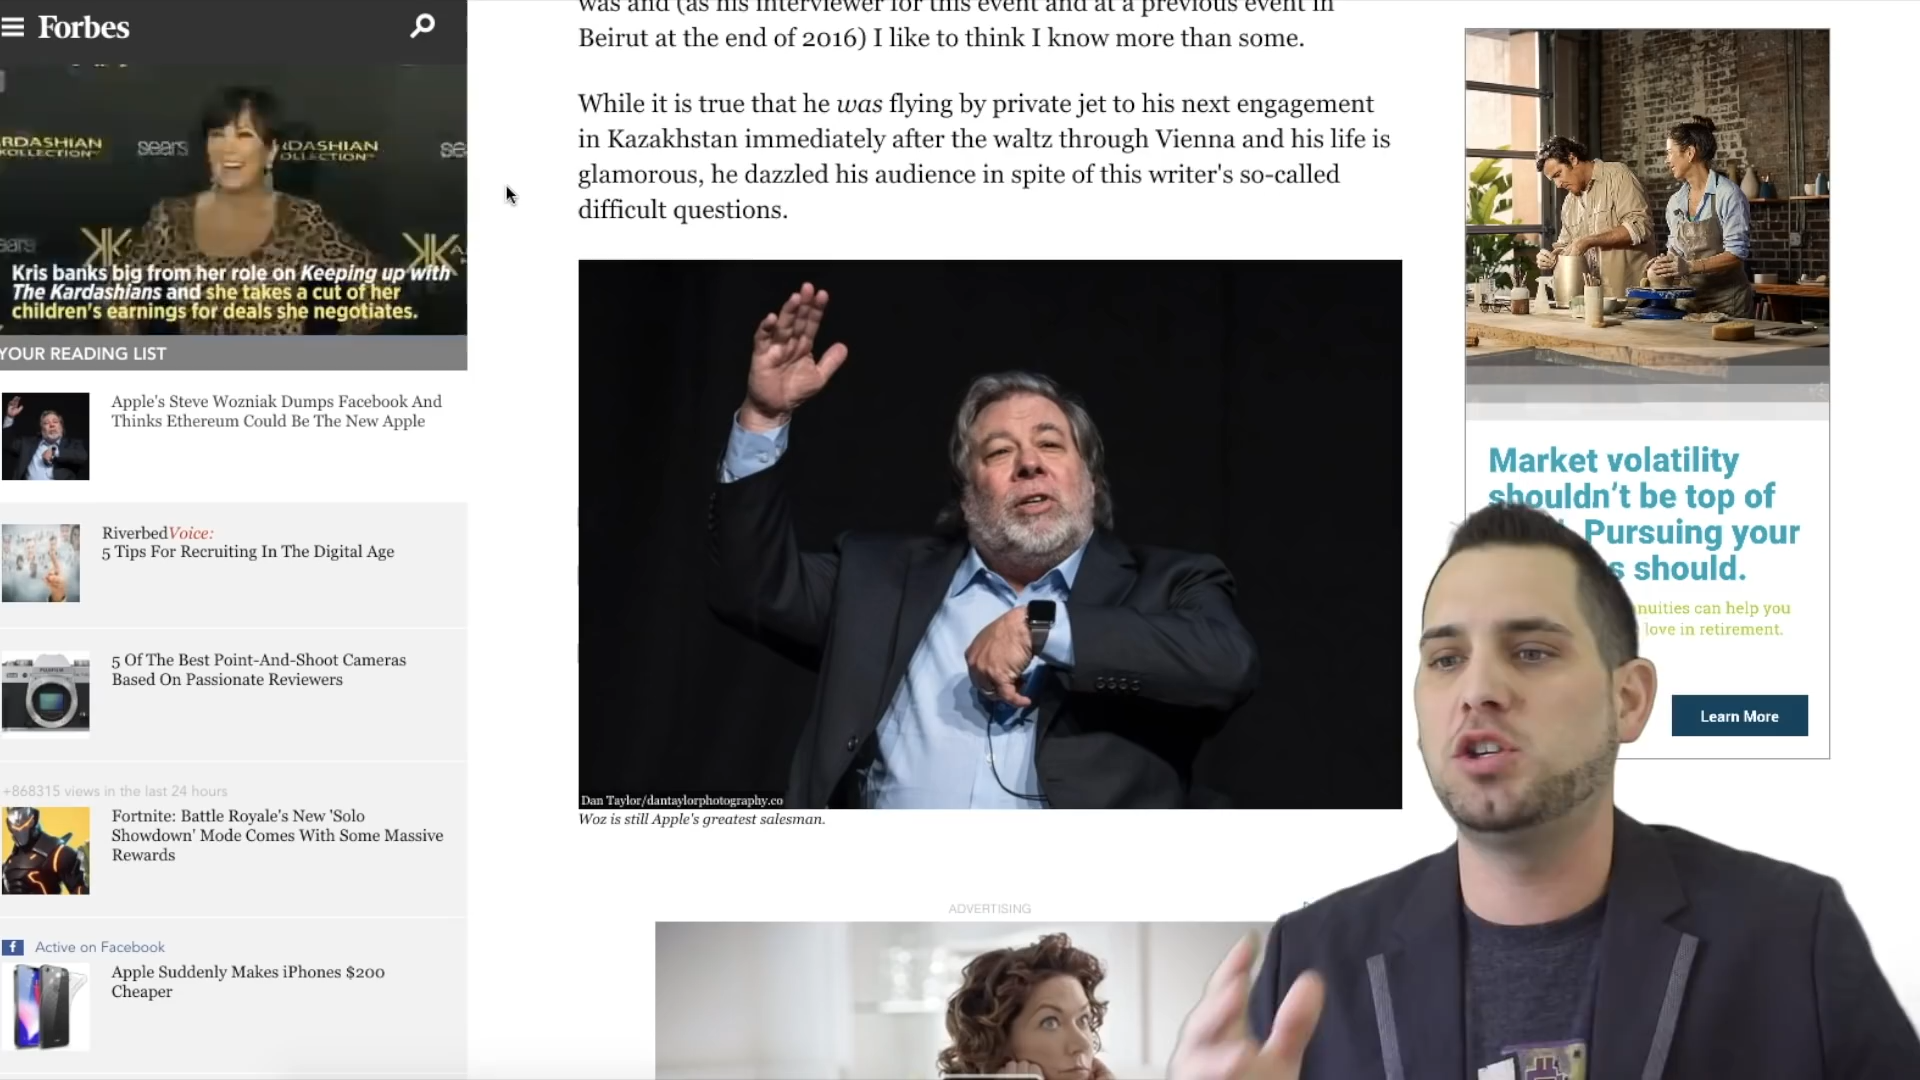 Forbes
RDASHIAN
KOLLECTION
sears
RDASHIAN
OLLECTION
Kris banks big from her role on Keeping up with
The Kardashians and she takes a cut of her
children's earnings for deals she negotiates.
YOUR READING LIST
Apple's Steve Wozniak Dumps Facebook And
Thinks Ethereum Could Be The New Apple
RiverbedVoice:
5 Tips For Recruiting In The Digital Age
5 Of The Best Point-And-Shoot Cameras
Based On Passionate Reviewers
+868315 views in the last 24 hours
Fortnite: Battle Royale's New 'Solo
Showdown' Mode Comes With Some Massive
Rewards
f Active on Facebook
Apple Suddenly Makes iPhones $200
Cheaper
was and (as his interviewer for this event and at a previous event in
Beirut at the end of 2016) I like to think I know more than some.
While it is true that he was flying by private jet to his next engagement
in Kazakhstan immediately after the waltz through Vienna and his life is
glamorous, he dazzled his audience in spite of this writer's so-called
difficult questions.
Dan Taylor/dantaylorphotography.co
Woz is still Apple's greatest salesman.
ADVERTISING
Market volatility
shouldn't be top of
Pursuing your
s should.
nuities can help you
love in retirement.
Learn More